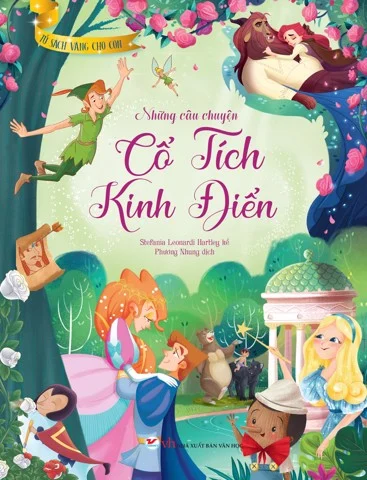 TỦ SÁCH VÀNG CHO CON
Những câu chuyện
Cổ Tích
Kinh Điển
Stefania Leonardi Hartley kể
Phương Nhung dịch
NHÀ XUẤT BẢN VĂN HỌC